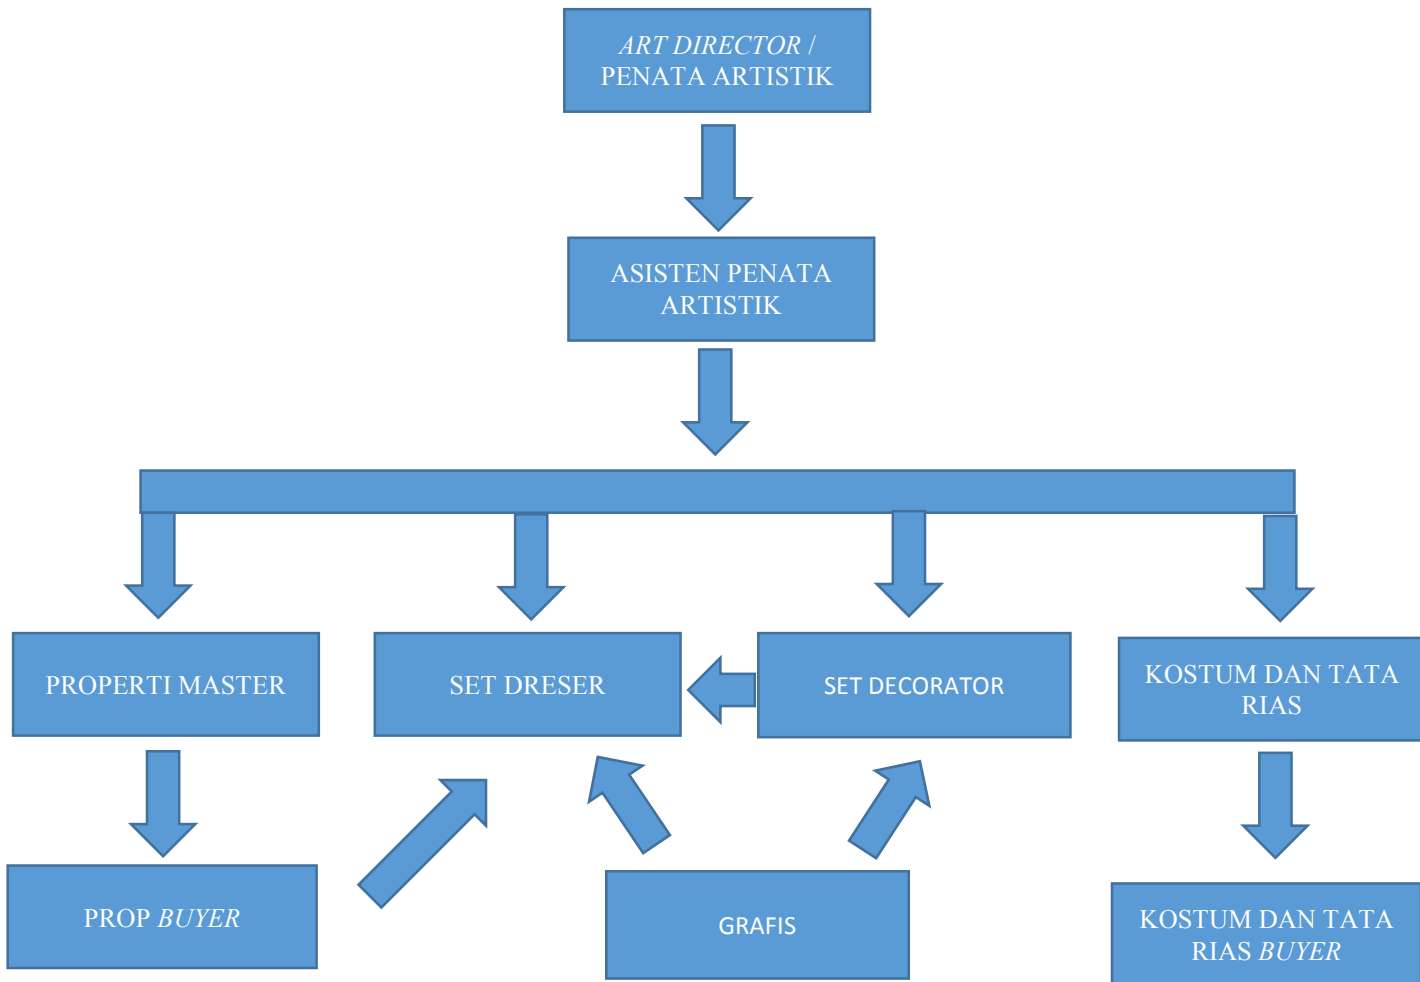 ART DIRECTOR /
PENATA ARTISTIK
ASISTEN PENATA
ARTISTIK
PROPERTI MASTER
SET DRESER
SET DECORATOR
KOSTUM DAN TATA
RIAS
PROP BUYER
GRAFIS
KOSTUM DAN TATA
RIAS BUYER